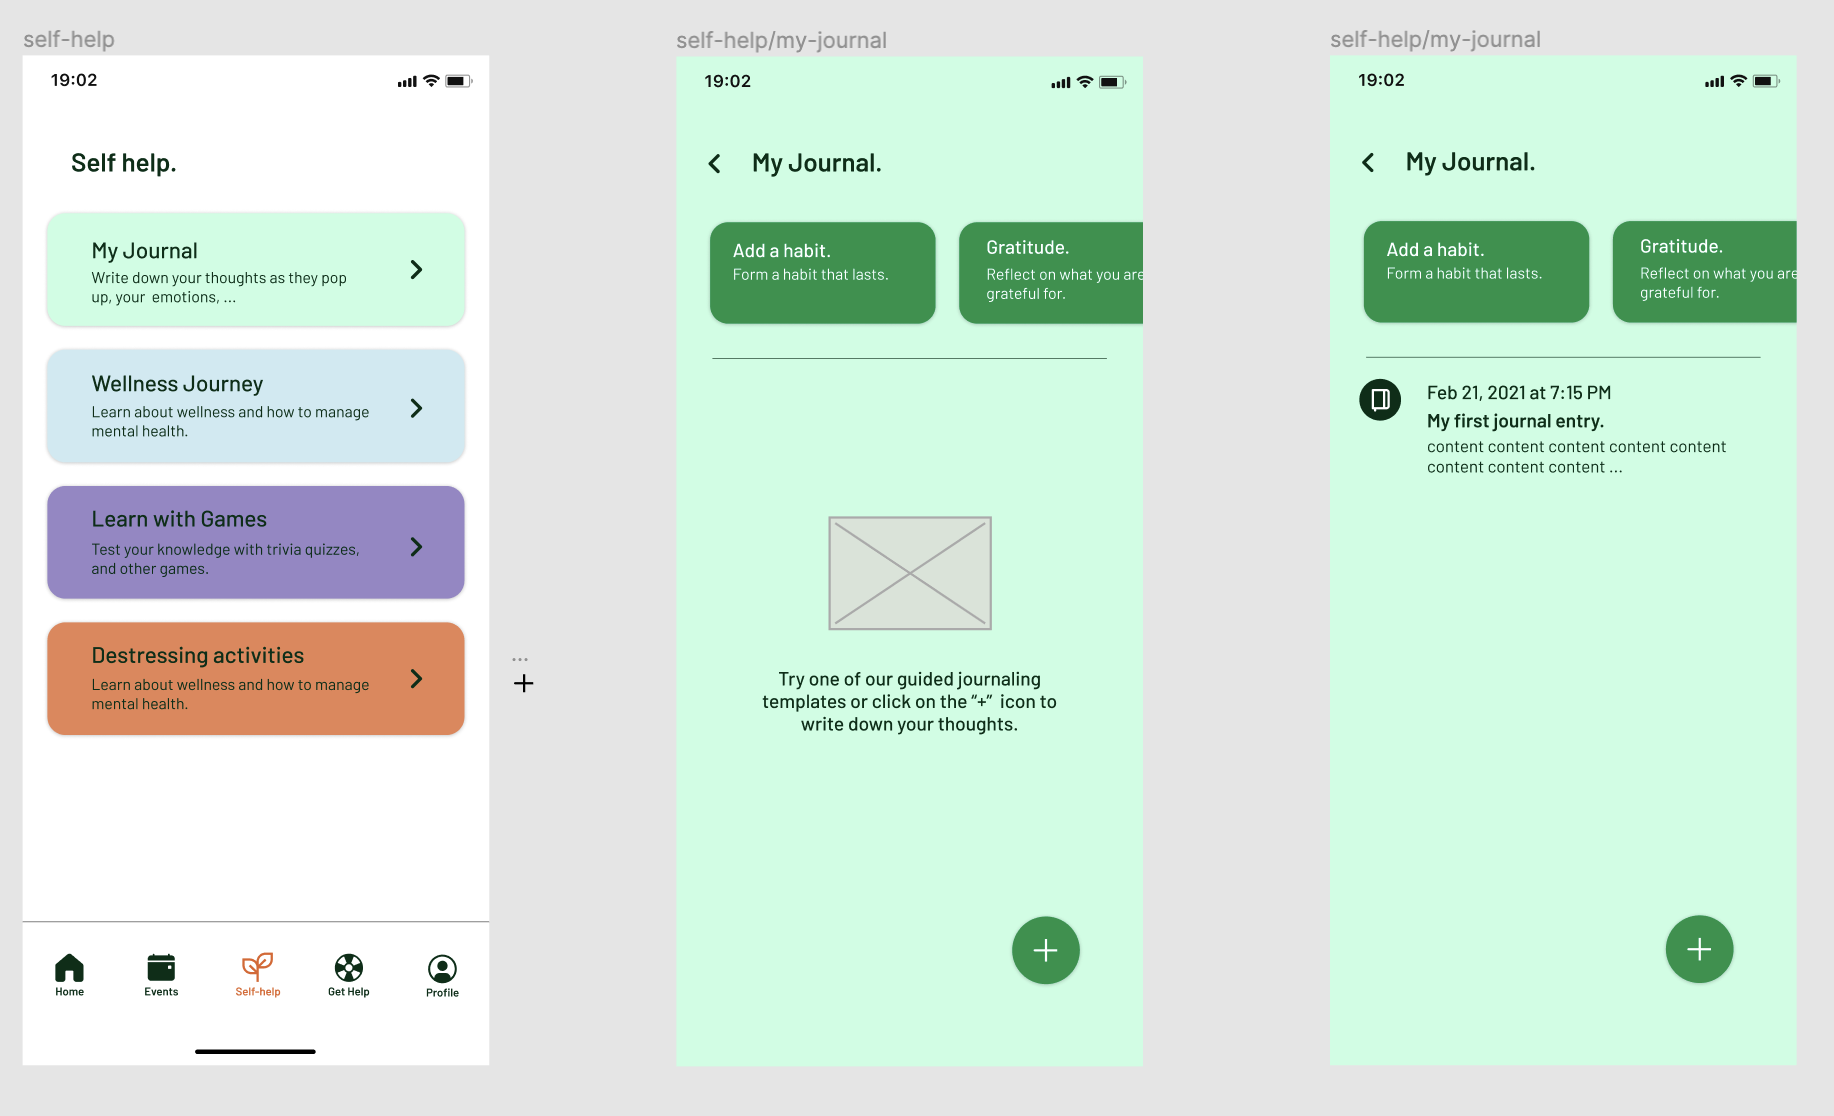 self-help
19:02
Self help.
My Journal
Write down your thoughts as they pop
up, your  emotions, ...
Wellness Journey
Learn about wellness and how to manage
mental health.
Learn with Games
Test your knowledge with trivia quizzes,
and other games.
Destressing activities
Learn about wellness and how to manage
mental health.
...
+
Home
Events
Self-help
Get Help
Profile
self-help/my-journal
19:02
My Journal.
Add a habit.
Form a habit that lasts.
Gratitude.
Reflect on what you are
grateful for.
Try one of our guided journaling
templates or click on the “+”  icon to
write down your thoughts.
+
self-help/my-journal
19:02
My Journal.
Add a habit.
Form a habit that lasts.
Gratitude.
Reflect on what you are
grateful for.
Feb 21, 2021 at 7:15 PM
My first journal entry.
content content content content content
content content content ...
+